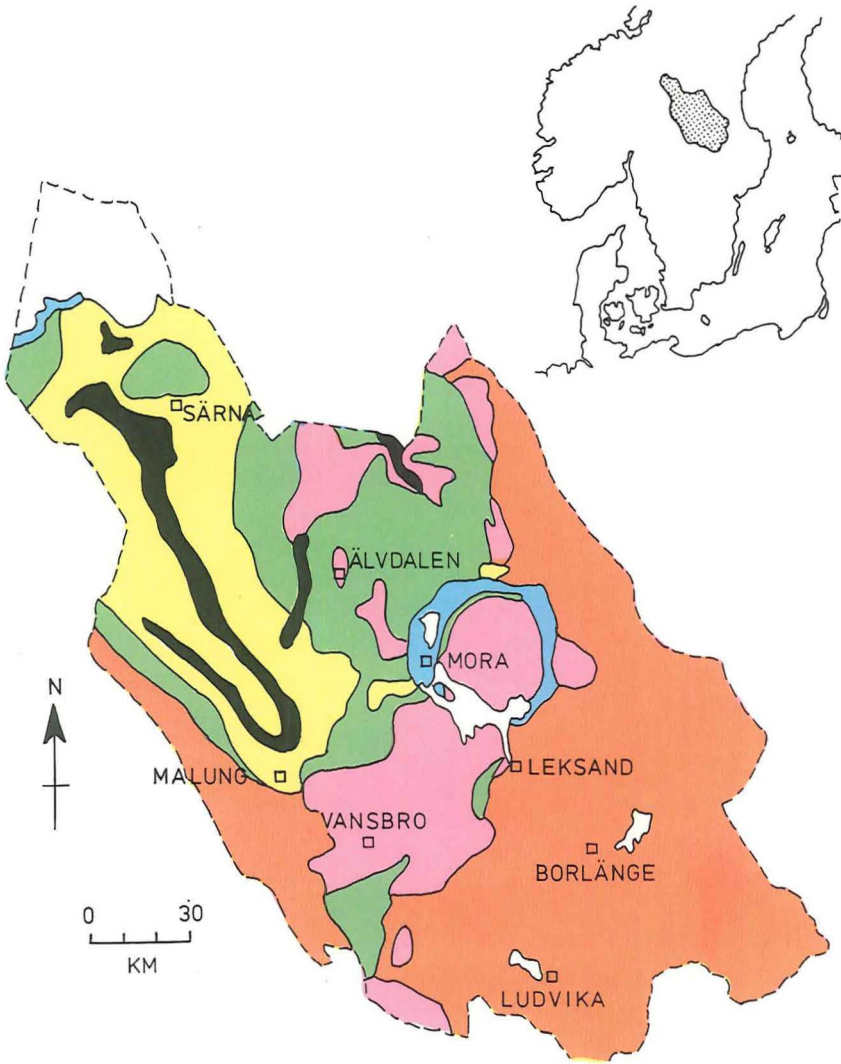 SÄRNA
ÄLVDALEN
MORA
N
MALUNG
LEKSAND
VANSBRO
BORLÄNGE
0 30
KM
LUDVIKA